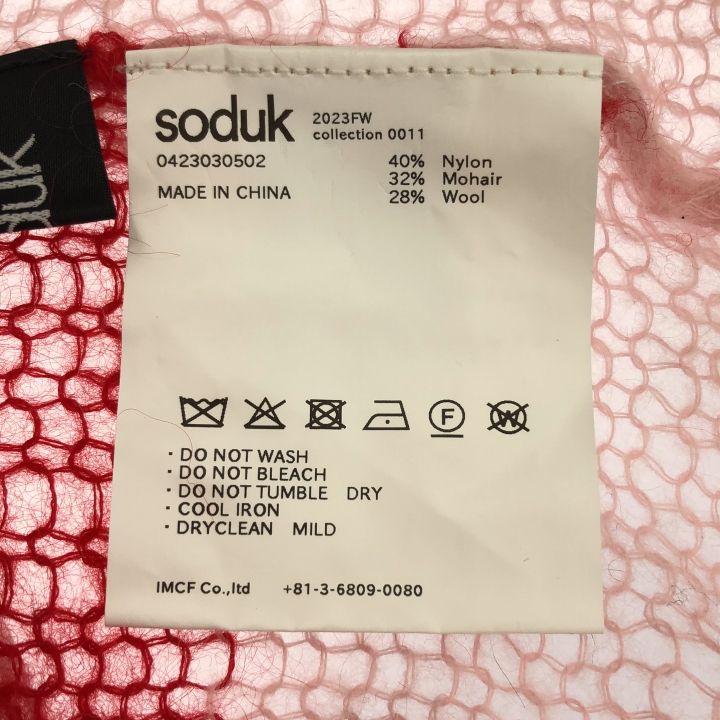 soduk
2023FW
collection 0011
0423030502
MADE IN CHINA
40% Nylon
32% Mohair
28% Wool
F
W
· DO NOT WASH
· DO NOT BLEACH
· DO NOT TUMBLE DRY
· COOL IRON
· DRYCLEAN MILD
IMCF Co.,ltd +81-3-6809-0080